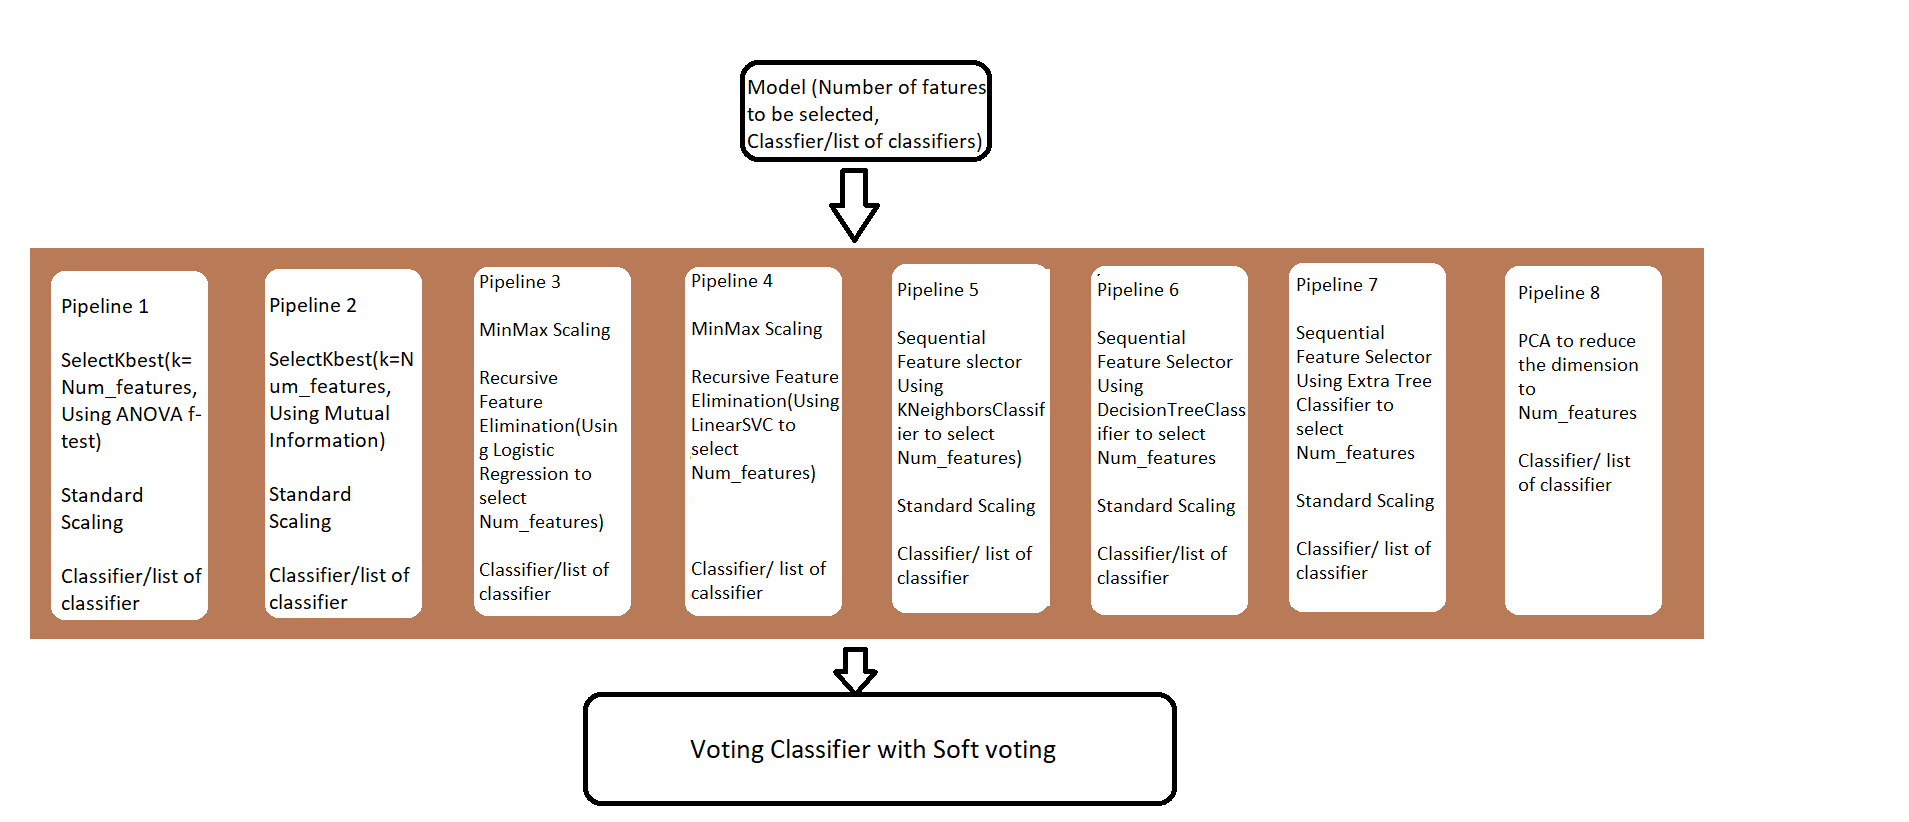 Model (Number of fatures
to be selected,
Classfier/list of classifiers)
Pipeline 1
SelectKbest(k=
Num_features,
Using ANOVA f-
test)
Standard
Scaling
Classifier/list of
classifier
Pipeline 2
SelectKbest(k=N
um_features,
Using Mutual
Information)
Standard
Scaling
Classifier/list of
classifier
Pipeline 3
MinMax Scaling
Recursive
Feature
Elimination(Usin
g Logistic
Regression to
select
Num_features)
Classifier/list of
classifier
Pipeline 4
MinMax Scaling
Recursive Feature
Elimination(Using
LinearSVC to
select
Num_features)
Classifier/ list of
calssifier
Pipeline 5
Sequential
Feature slector
Using
KNeighborsClassif
ier to select
Num_features)
Standard Scaling
Classifier/ list of
classifier
Pipeline 6
Sequential
Feature Selector
Using
DecisionTreeClass
ifier to select
Num_features
Standard Scaling
Classifier/list of
classifier
Pipeline 7
Sequential
Feature Selector
Using Extra Tree
Classifier to
select
Num_features
Standard Scaling
Classifier/ list of
classifier
Pipeline 8
PCA to reduce
the dimension
to
Num_features
Classifier/ list
of classifier
Voting Classifier with Soft voting